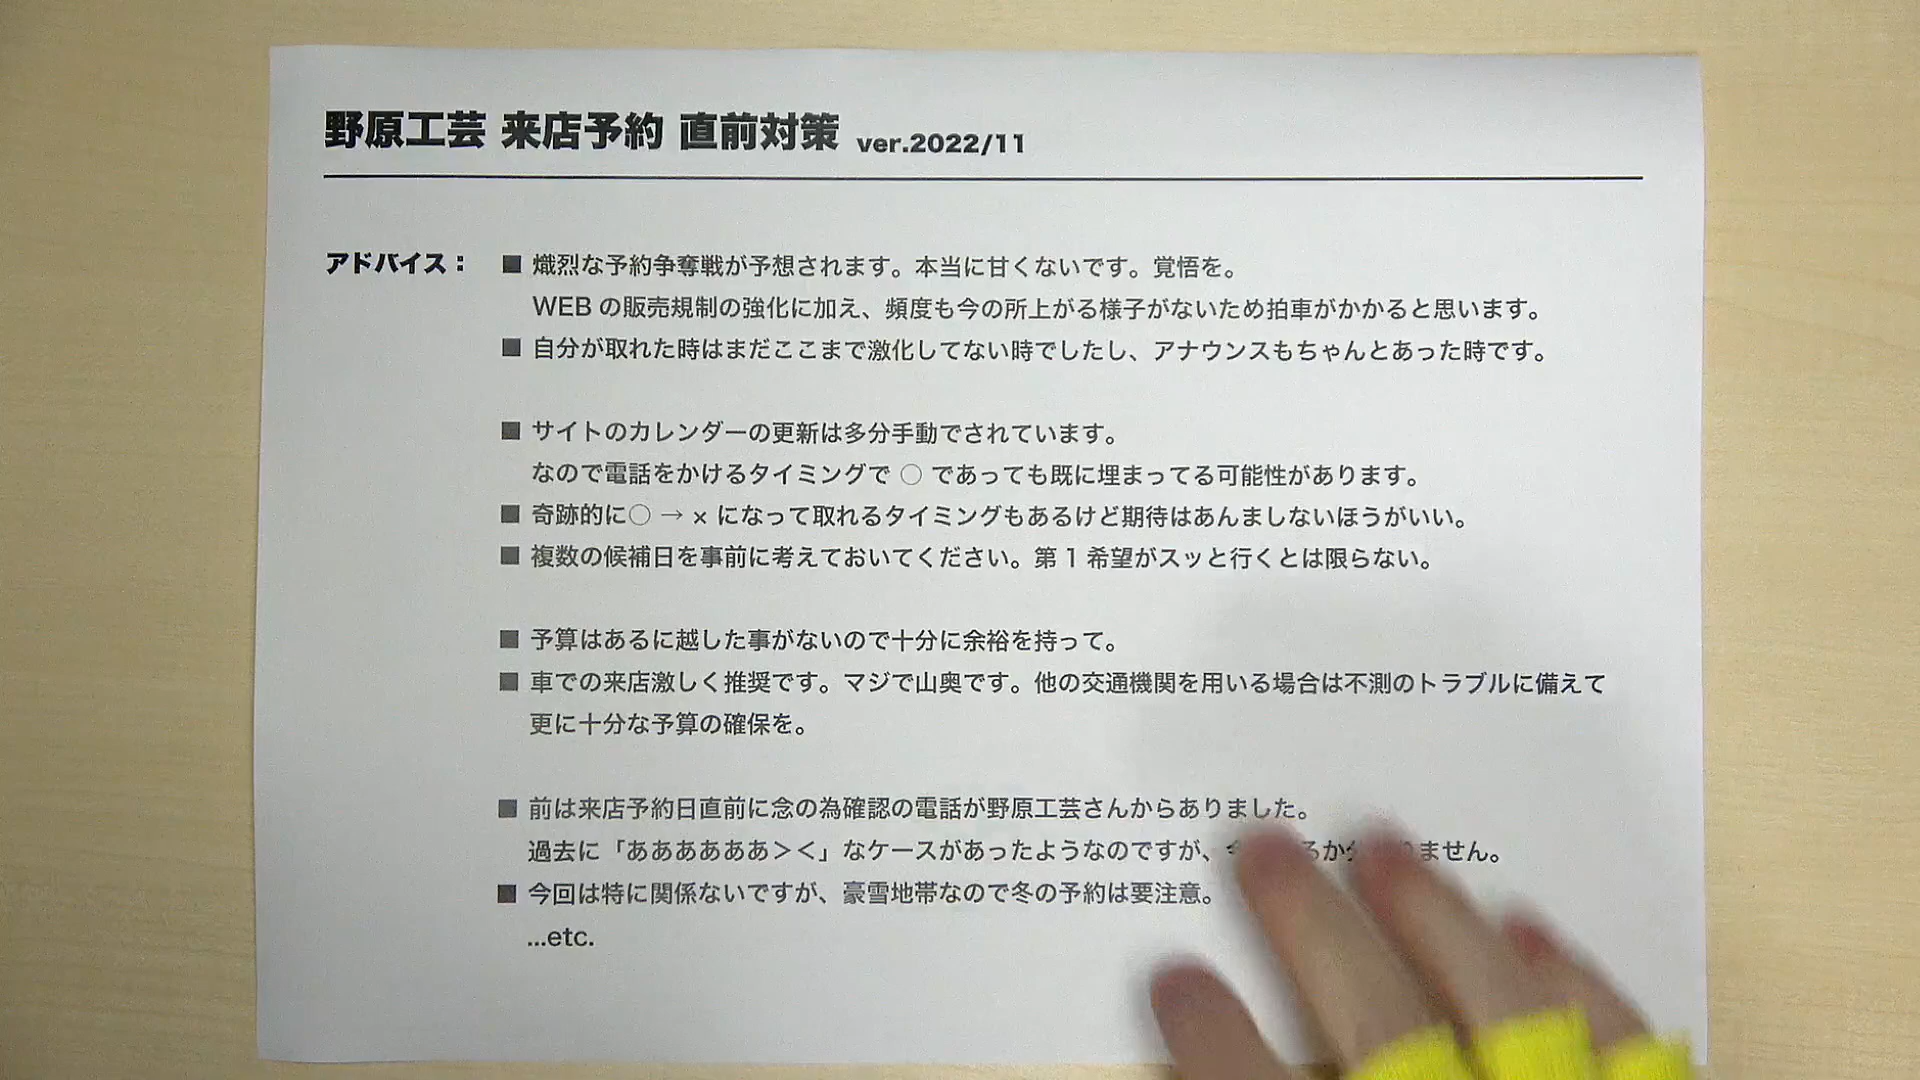 野原工芸 来店予約 直前対策 ver.2022/11
アドバイス：
■ 熾烈な予約争奪戦が予想されます。本当に甘くないです。覚悟を。
WEB の販売規制の強化に加え、頻度も今の所上がる様子がないため拍車がかかると思います。
■ 自分が取れた時はまだここまで激化してない時でしたし、アナウンスもちゃんとあった時です。
■ サイトのカレンダーの更新は多分手動でされています。
なので電話をかけるタイミングで ○ であっても既に埋まってる可能性があります。
■ 奇跡的に○ → × になって取れるタイミングもあるけど期待はあんましないほうがいい。
■ 複数の候補日を事前に考えておいてください。第 1 希望がスッと行くとは限らない。
■ 予算はあるに越した事がないので十分に余裕を持って。
■ 車での来店激しく推奨です。マジで山奥です。他の交通機関を用いる場合は不測のトラブルに備えて
更に十分な予算の確保を。
■ 前は来店予約日直前に念の為確認の電話が野原工芸さんからありました。
過去に「ああああああ＞＜」なケースがあったようなのですが、 るか ません。
■ 今回は特に関係ないですが、豪雪地帯なので冬の予約は要注意。
...etc.